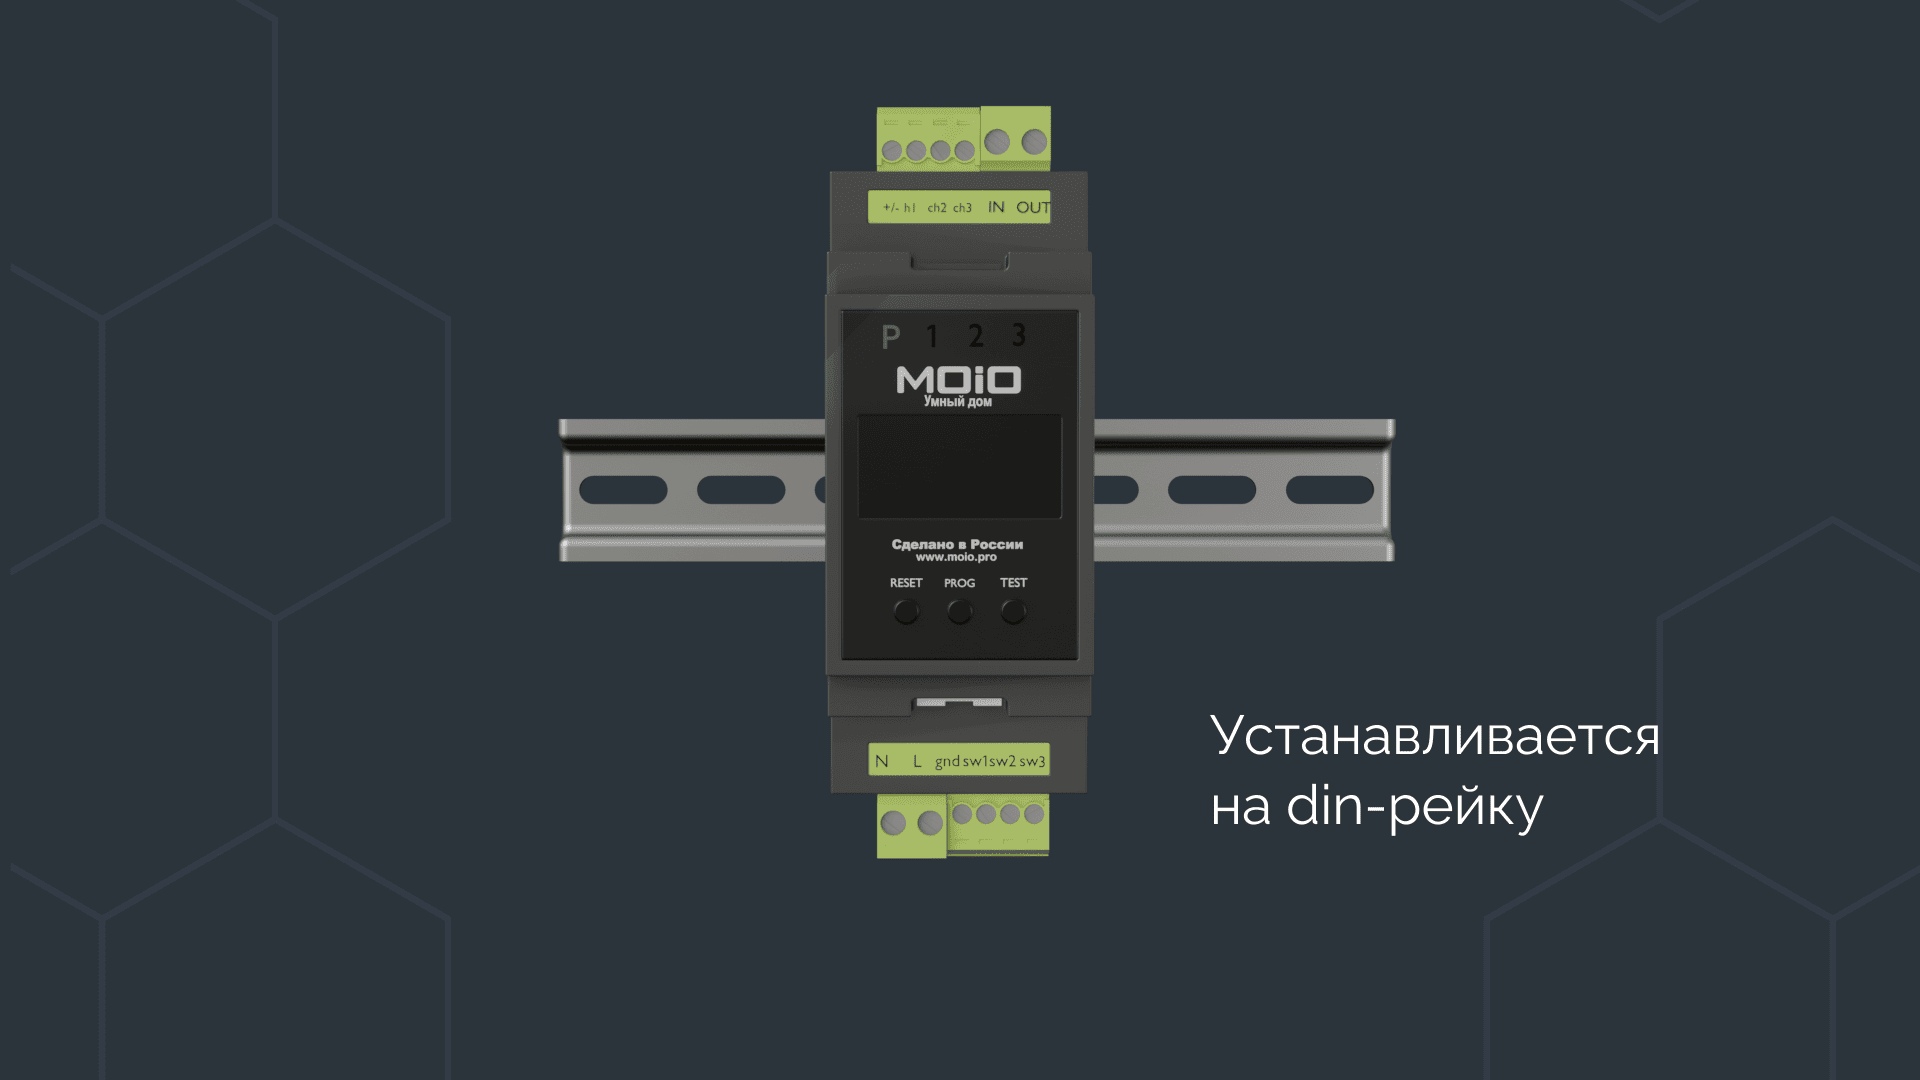 +/- h1 ch2 ch3 IN OUT
P 1 2 3
MOiO
Умный дом
Сделано в России
www.moio.pro
RESET PROG TEST
N L gnd sw1 sw2 sw3
Устанавливается
на din-рейку